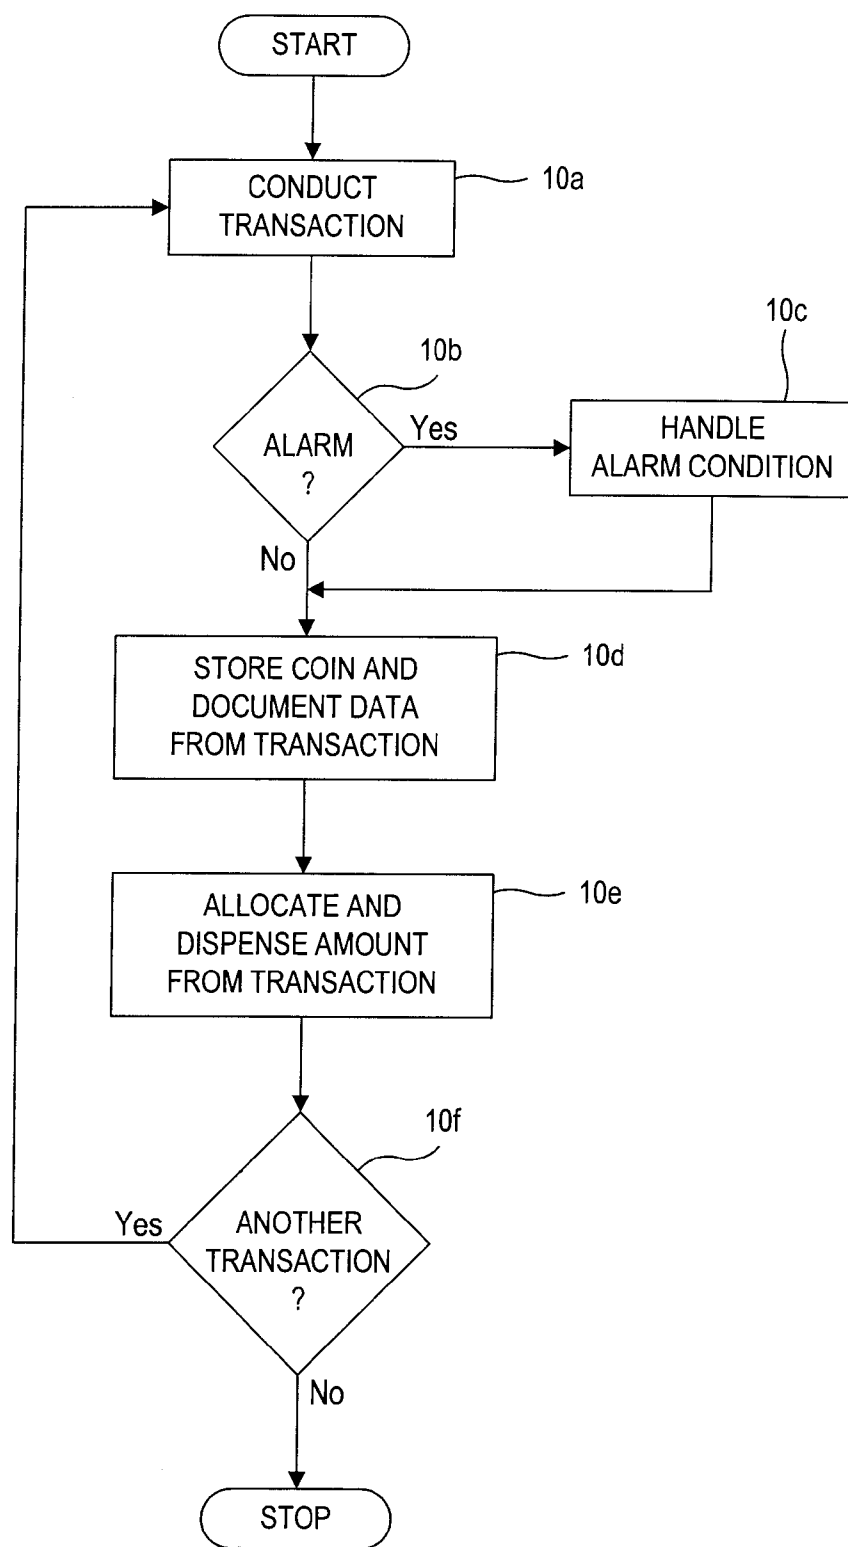 START
CONDUCT
TRANSACTION
10a
10b
10c
ALARM
?
Yes
HANDLE
ALARM CONDITION
No
STORE COIN AND
DOCUMENT DATA
FROM TRANSACTION
10d
ALLOCATE AND
DISPENSE AMOUNT
FROM TRANSACTION
10e
10f
Yes
ANOTHER
TRANSACTION
?
No
STOP